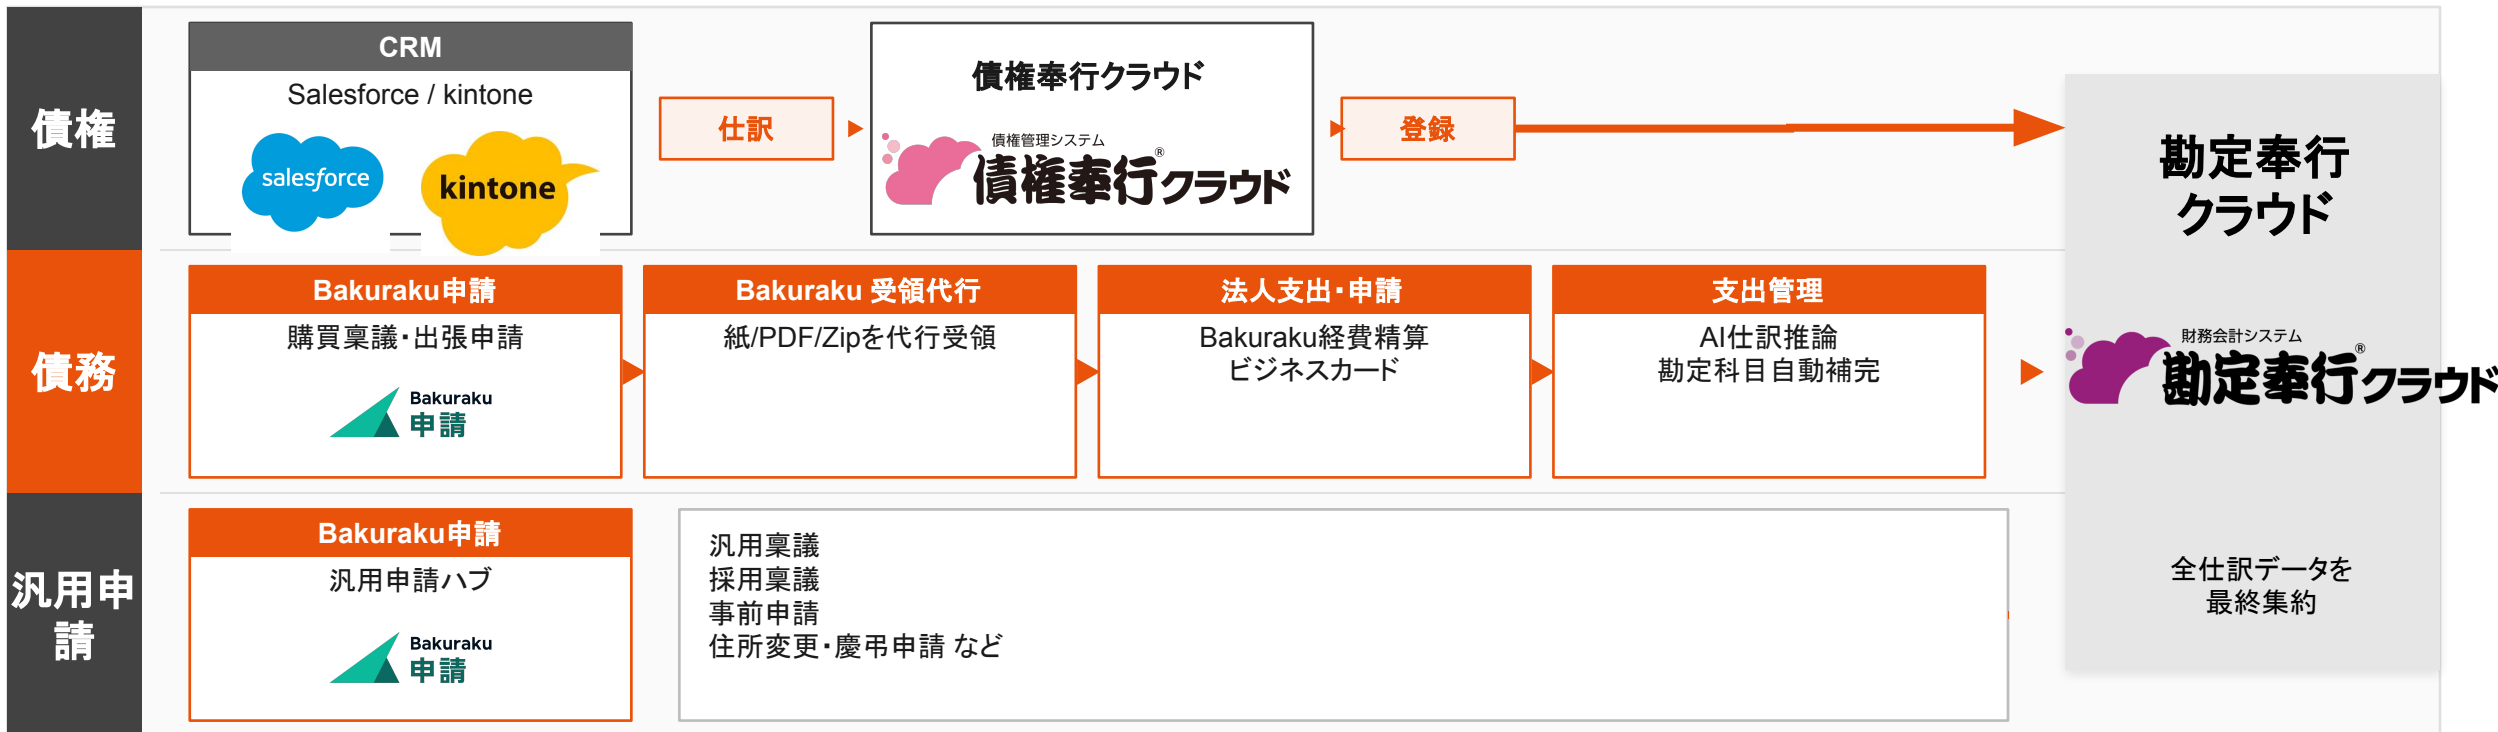 債権
CRM
Salesforce / kintone
salesforce
kintone
仕訳
債権奉行クラウド
債権管理システム
債権奉行クラウド®
登録
勘定奉行
クラウド
債務
Bakuraku申請
購買稟議・出張申請
Bakuraku
申請
Bakuraku 受領代行
紙/PDF/Zipを代行受領
法人支出・申請
Bakuraku経費精算
ビジネスカード
支出管理
AI仕訳推論
勘定科目自動補完
財務会計システム
勘定奉行クラウド®
汎用申
請
Bakuraku申請
汎用申請ハブ
Bakuraku
申請
汎用稟議
採用稟議
事前申請
住所変更・慶弔申請 など
全仕訳データを
最終集約